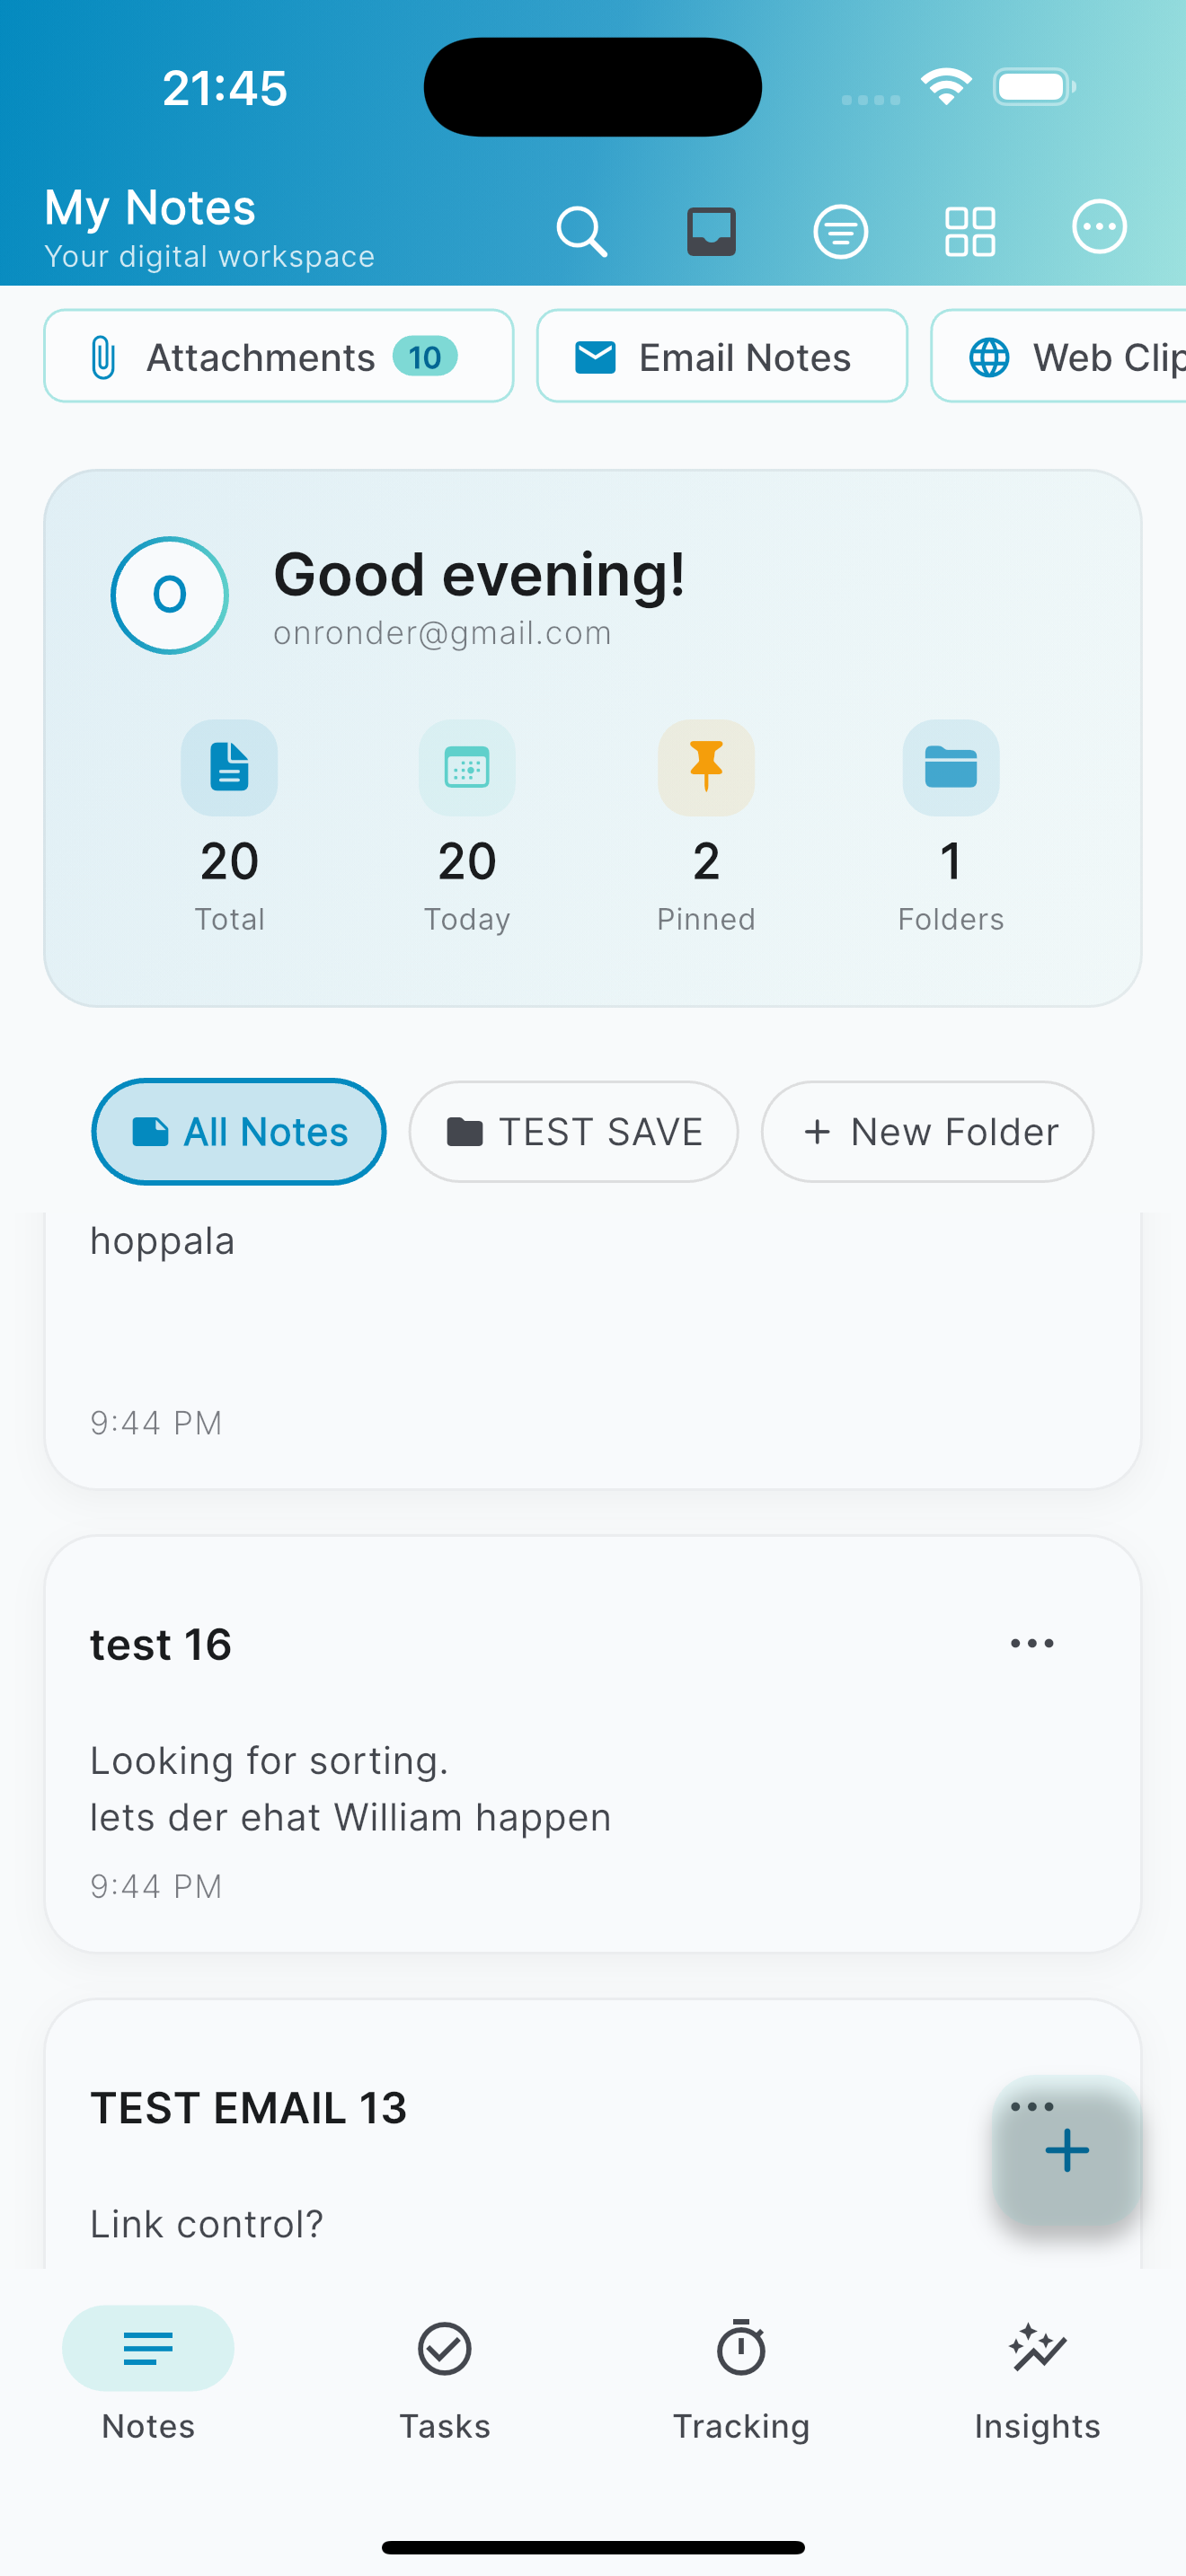 21:45
My Notes
Your digital workspace
Attachments 10
Email Notes
Web Clip
O
Good evening!
onronder@gmail.com
20
Total
20
Today
2
Pinned
1
Folders
All Notes
TEST SAVE
+ New Folder
hoppala
9:44 PM
test 16
Looking for sorting.
lets der ehat William happen
9:44 PM
TEST EMAIL 13
Link control?
Notes
Tasks
Tracking
Insights